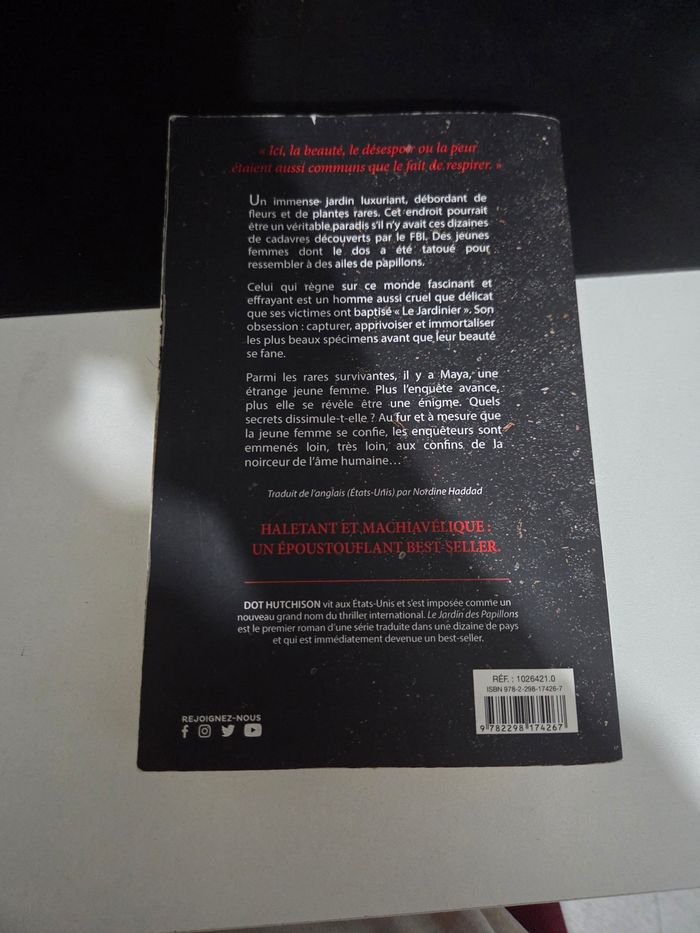 « Ici, la beauté, le désespoir ou la peur
étaient aussi communs que le fait de respirer. »
Un immense jardin luxuriant, débordant de
fleurs et de plantes rares. Cet endroit pourrait
être un véritable paradis s'il n'y avait ces dizaines
de cadavres découverts par le FBI. Des jeunes
femmes dont le dos a été tatoué pour
ressembler à des ailes de papillons.
Celui qui règne sur ce monde fascinant et
effrayant est un homme aussi cruel que délicat
que ses victimes ont baptisé « Le Jardinier ». Son
obsession : capturer, apprivoiser et immortaliser
les plus beaux spécimens avant que leur beauté
se fane.
Parmi les rares survivantes, il y a Maya, une
étrange jeune femme. Plus l'enquête avance,
plus elle se révèle être une énigme. Quels
secrets dissimule-t-elle ? Au fur et à mesure que
la jeune femme se confie, les enquêteurs sont
emmenés loin, très loin, aux confins de la
noirceur de l'âme humaine…
Traduit de l'anglais (États-Unis) par Nordine Haddad
HALETANT ET MACHIAVÉLIQUE :
UN ÉPOUSTOUFLANT BEST-SELLER.
DOT HUTCHISON vit aux États-Unis et s'est imposée comme un
nouveau grand nom du thriller international. Le Jardin des Papillons
est le premier roman d'une série traduite dans une dizaine de pays
et qui est immédiatement devenue un best-seller.
RÉF. : 1026421.0
ISBN 978-2-298-17426-7
9 782298 174267
REJOIGNEZ-NOUS